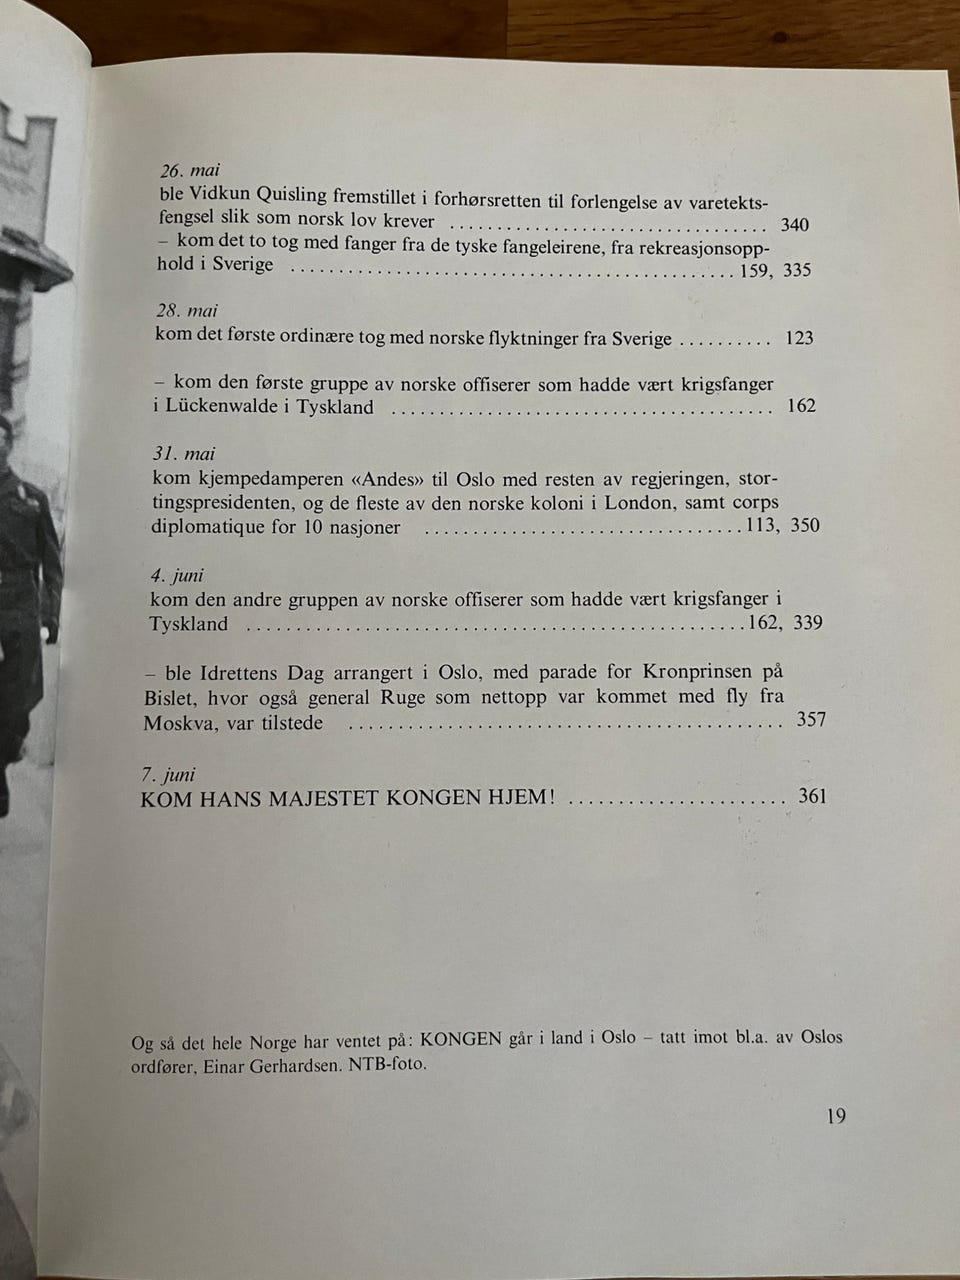 26. mai
ble Vidkun Quisling fremstillet i forhørsretten til forlengelse av varetekts-
fengsel slik som norsk lov krever ................................ 340
– kom det to tog med fanger fra de tyske fangeleirene, fra rekreasjonsopp-
hold i Sverige ............................................. 159, 335
28. mai
kom det første ordinære tog med norske flyktninger fra Sverige .......... 123
– kom den første gruppe av norske offiserer som hadde vært krigsfanger
i Lückenwalde i Tyskland ....................................... 162
31. mai
kom kjempedamperen «Andes» til Oslo med resten av regjeringen, stor-
tingspresidenten, og de fleste av den norske koloni i London, samt corps
diplomatique for 10 nasjoner ................................ 113, 350
4. juni
kom den andre gruppen av norske offiserer som hadde vært krigsfanger i
Tyskland .................................................. 162, 339
– ble Idrettens Dag arrangert i Oslo, med parade for Kronprinsen på
Bislet, hvor også general Ruge som nettopp var kommet med fly fra
Moskva, var tilstede ............................................ 357
7. juni
KOM HANS MAJESTET KONGEN HJEM! ...................... 361
Og så det hele Norge har ventet på: KONGEN går i land i Oslo – tatt imot bl.a. av Oslos
ordfører, Einar Gerhardsen. NTB-foto.
19